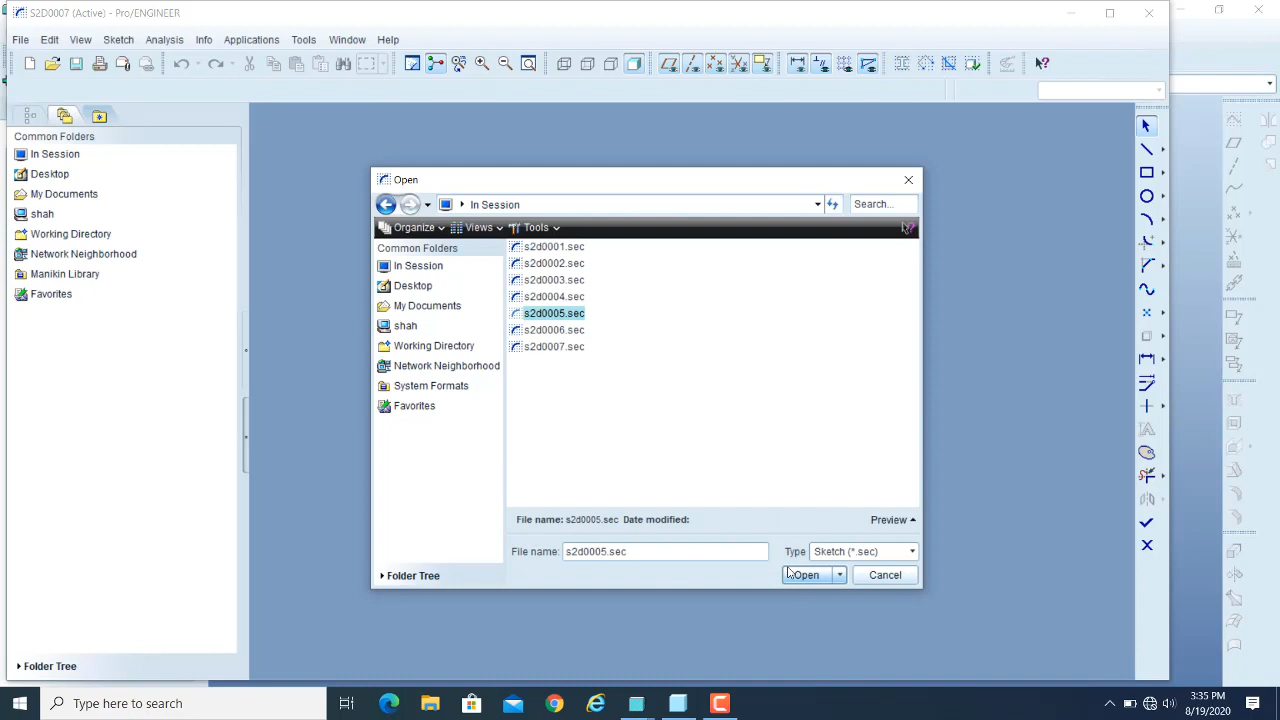 S2D0007 (Active) - Pro/ENGINEER
File Edit View Sketch Analysis Info Applications Tools Window Help
Common Folders
In Session
Desktop
My Documents
shah
Working Directory
Network Neighborhood
Manikin Library
Favorites
Folder Tree
Open
In Session
Search...
Organize Views Tools
Common Folders
In Session
Desktop
My Documents
shah
Working Directory
Network Neighborhood
System Formats
Favorites
Folder Tree
s2d0001.sec
s2d0002.sec
s2d0003.sec
s2d0004.sec
s2d0005.sec
s2d0006.sec
s2d0007.sec
File name: s2d0005.sec Date modified:
Preview
File name: s2d0005.sec
Type Sketch (*.sec)
Open Cancel
Type here to search
3:35 PM
8/19/2020